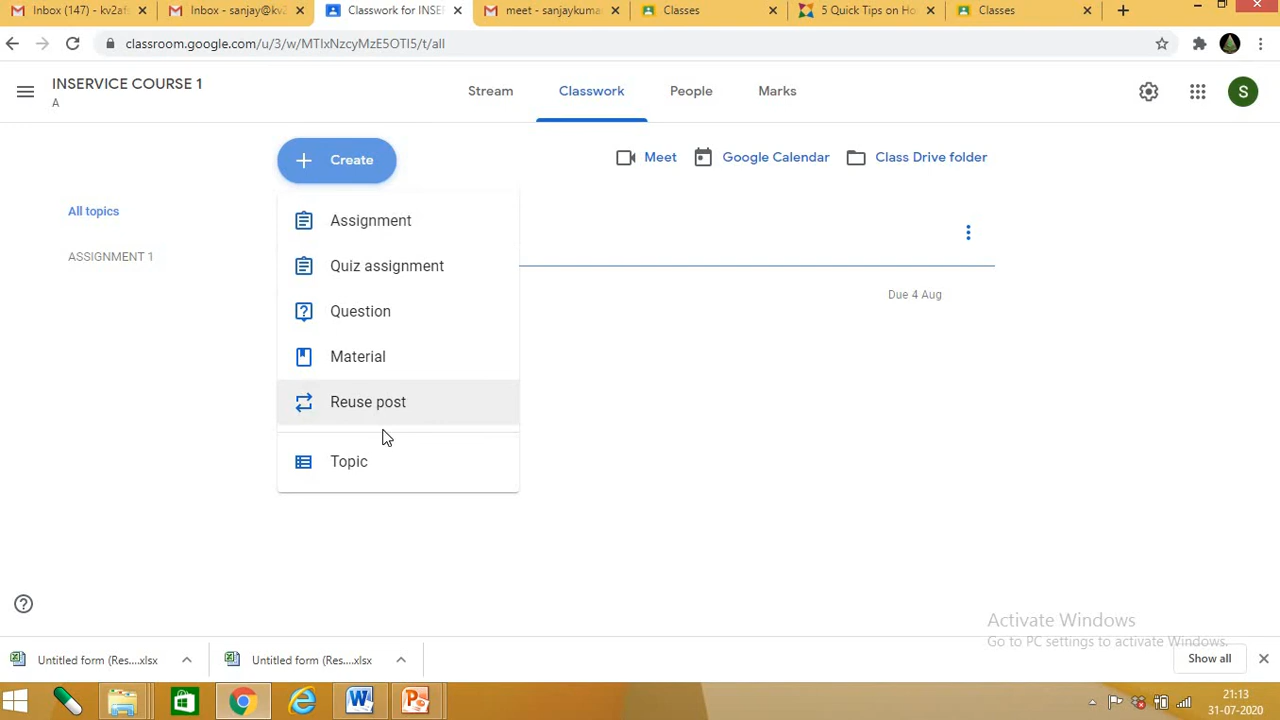 Inbox (147) - kv2af:
Inbox - sanjay@kv2
Classwork for INSE
meet - sanjaykuma
Classes
5 Quick Tips on Ho
Classes
classroom.google.com/u/3/w/MTIxNzcyMzE5OTI5/t/all
INSERVICE COURSE 1
A
Stream
Classwork
People
Marks
S
Create
Meet
Google Calendar
Class Drive folder
All topics
ASSIGNMENT 1
Assignment
Quiz assignment
Question
Material
Reuse post
Topic
Due 4 Aug
Activate Windows
Go to PC settings to activate Windows.
Untitled form (Res....xlsx
Untitled form (Res....xlsx
Show all
21:13
31-07-2020